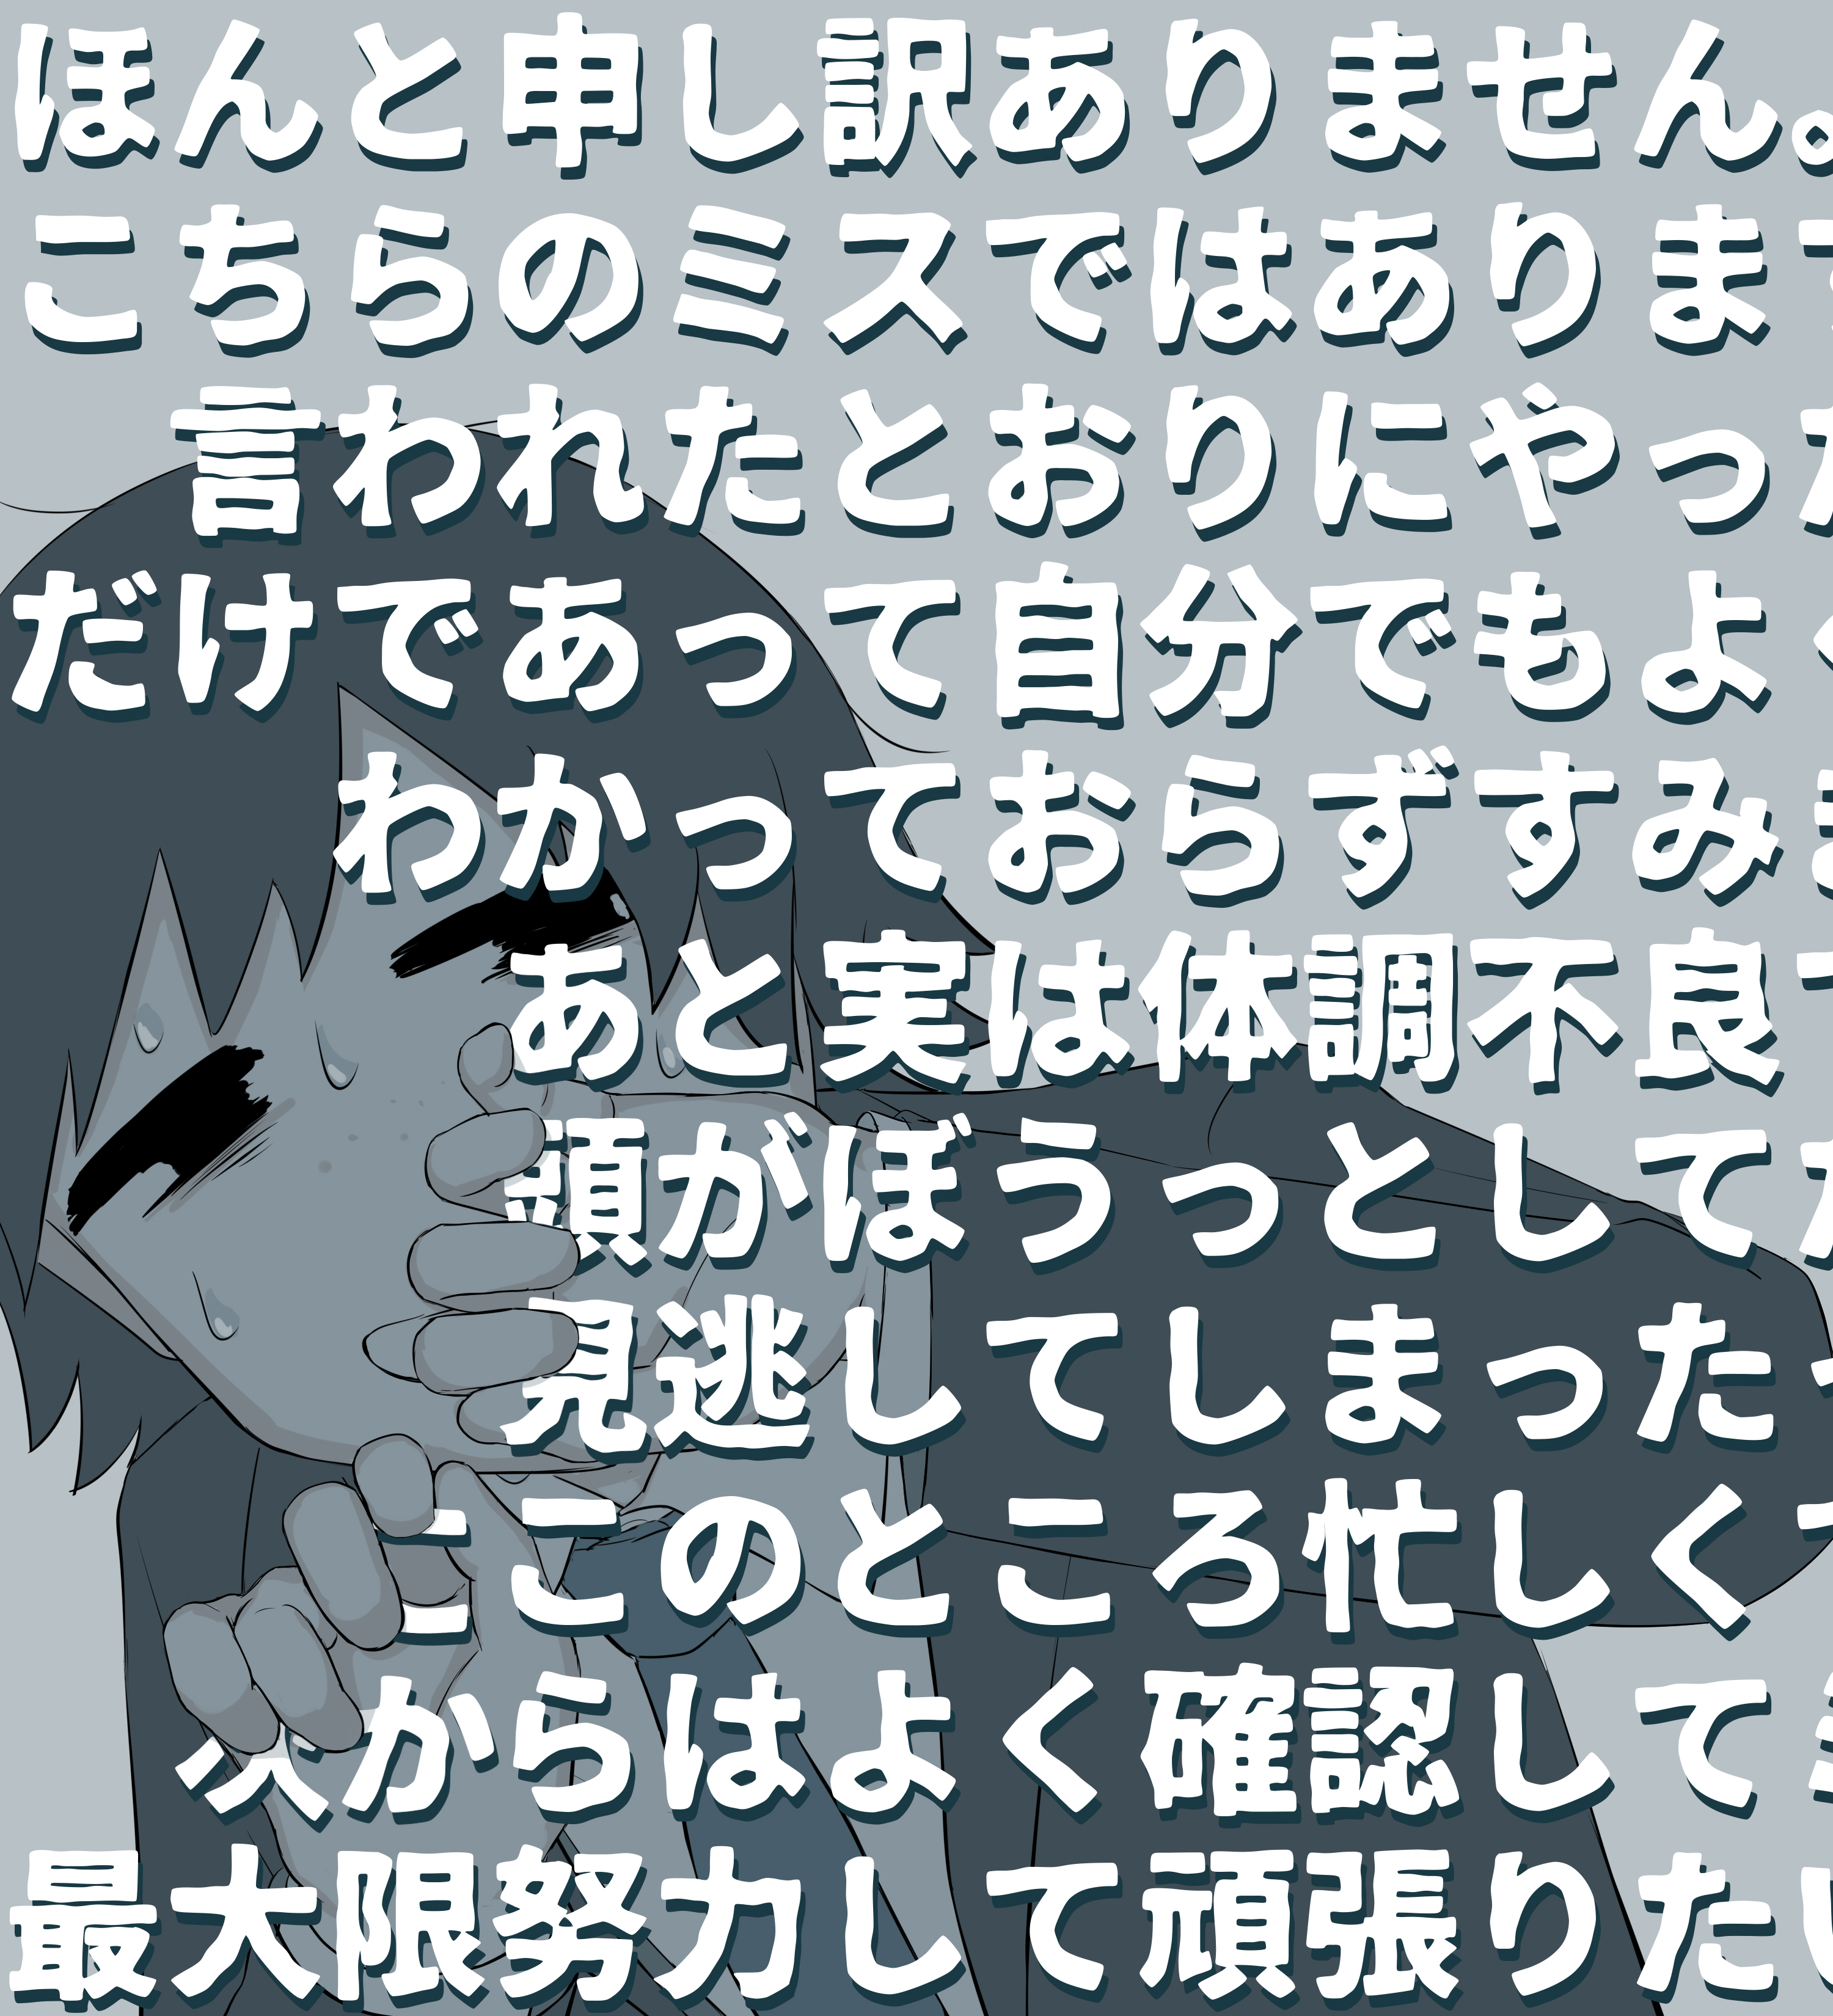 ほんと申し訳ありません。
こちらのミスではありま
言われたとおりにやっ
だけであって自分でもよ
わかっておらずすみ
あと実は体調不良
頭がぼうっとして
見逃してしまった
ここのところ忙しく
次からはよく確認して
最大限努力して頑張りた